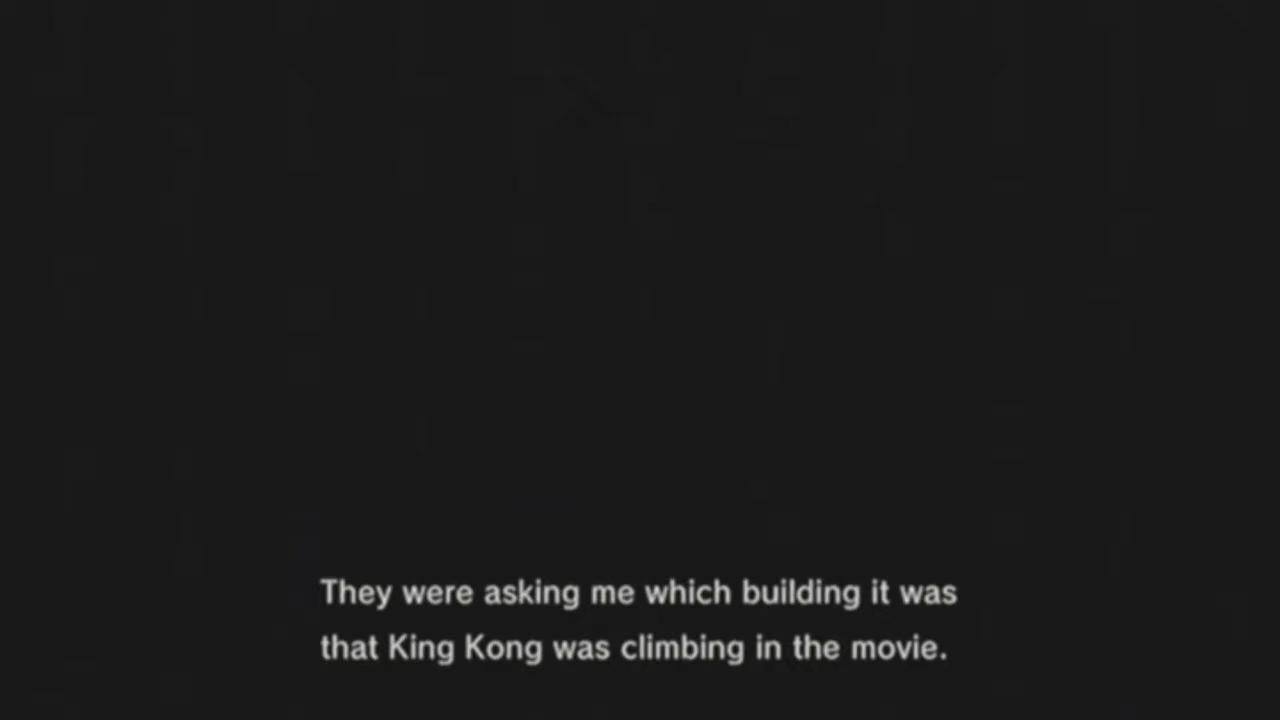 They were asking me which building it was
that King Kong was climbing in the movie.